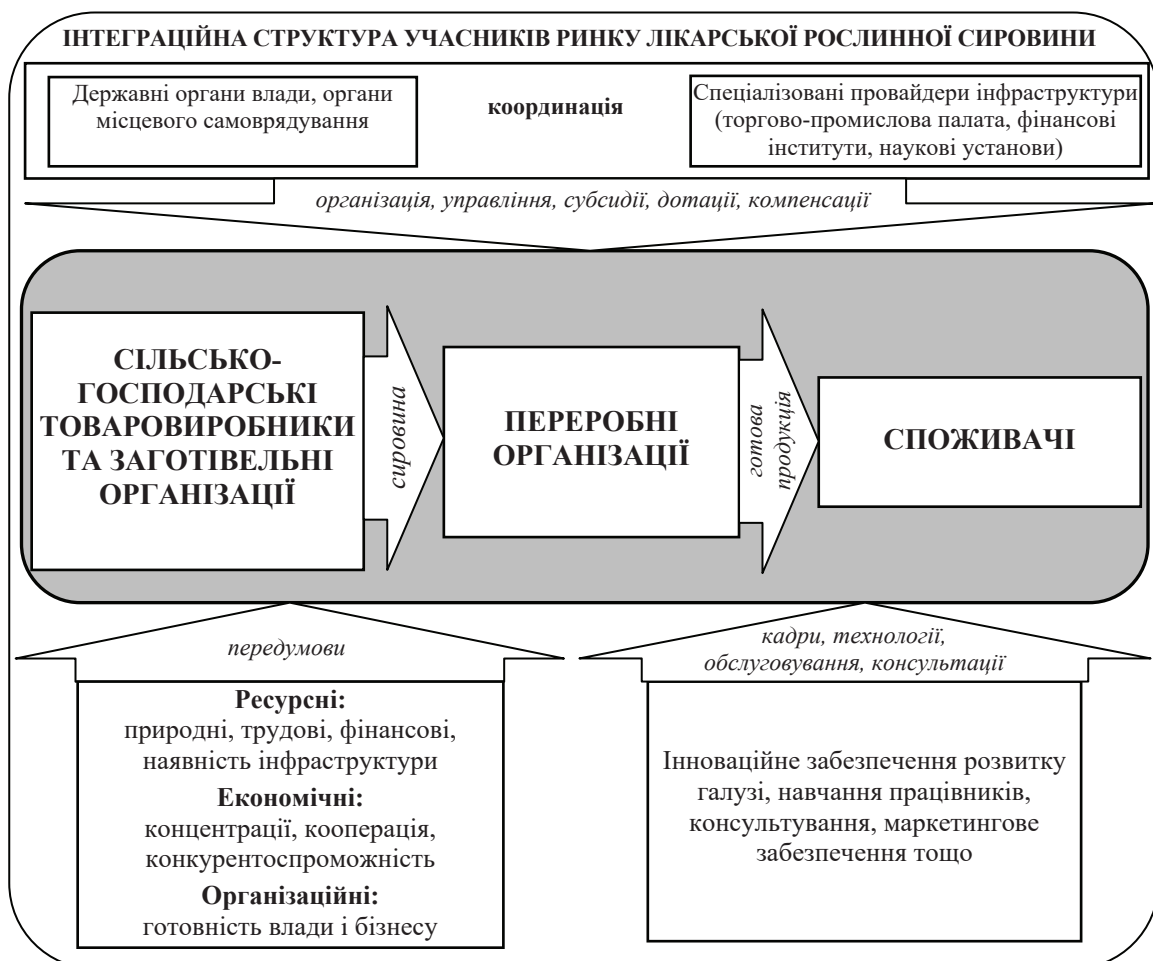 ІНТЕГРАЦІЙНА СТРУКТУРА УЧАСНИКІВ РИНКУ ЛІКАРСЬКОЇ РОСЛИННОЇ СИРОВИНИ
Державні органи влади, органи
місцевого самоврядування
координація
Спеціалізовані провайдери інфраструктури
(торгово-промислова палата, фінансові
інститути, наукові установи)
організація, управління, субсидії, дотації, компенсації
СІЛЬСЬКО-
ГОСПОДАРСЬКІ
ТОВАРОВИРОБНИКИ
ТА ЗАГОТІВЕЛЬНІ
ОРГАНІЗАЦІЇ
сировина
ПЕРЕРОБНІ
ОРГАНІЗАЦІЇ
готова
продукція
СПОЖИВАЧІ
передумови
Ресурсні:
природні, трудові, фінансові,
наявність інфраструктури
Економічні:
концентрації, кооперація,
конкурентоспроможність
Організаційні:
готовність влади і бізнесу
кадри, технології,
обслуговування, консультації
Інноваційне забезпечення розвитку
галузі, навчання працівників,
консультування, маркетингове
забезпечення тощо